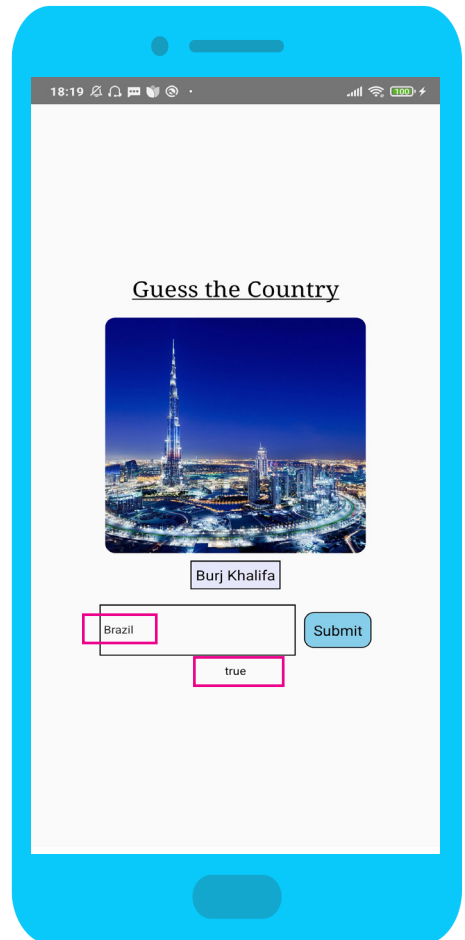 18:19
100
Guess the Country
Burj Khalifa
Brazil
Submit
true